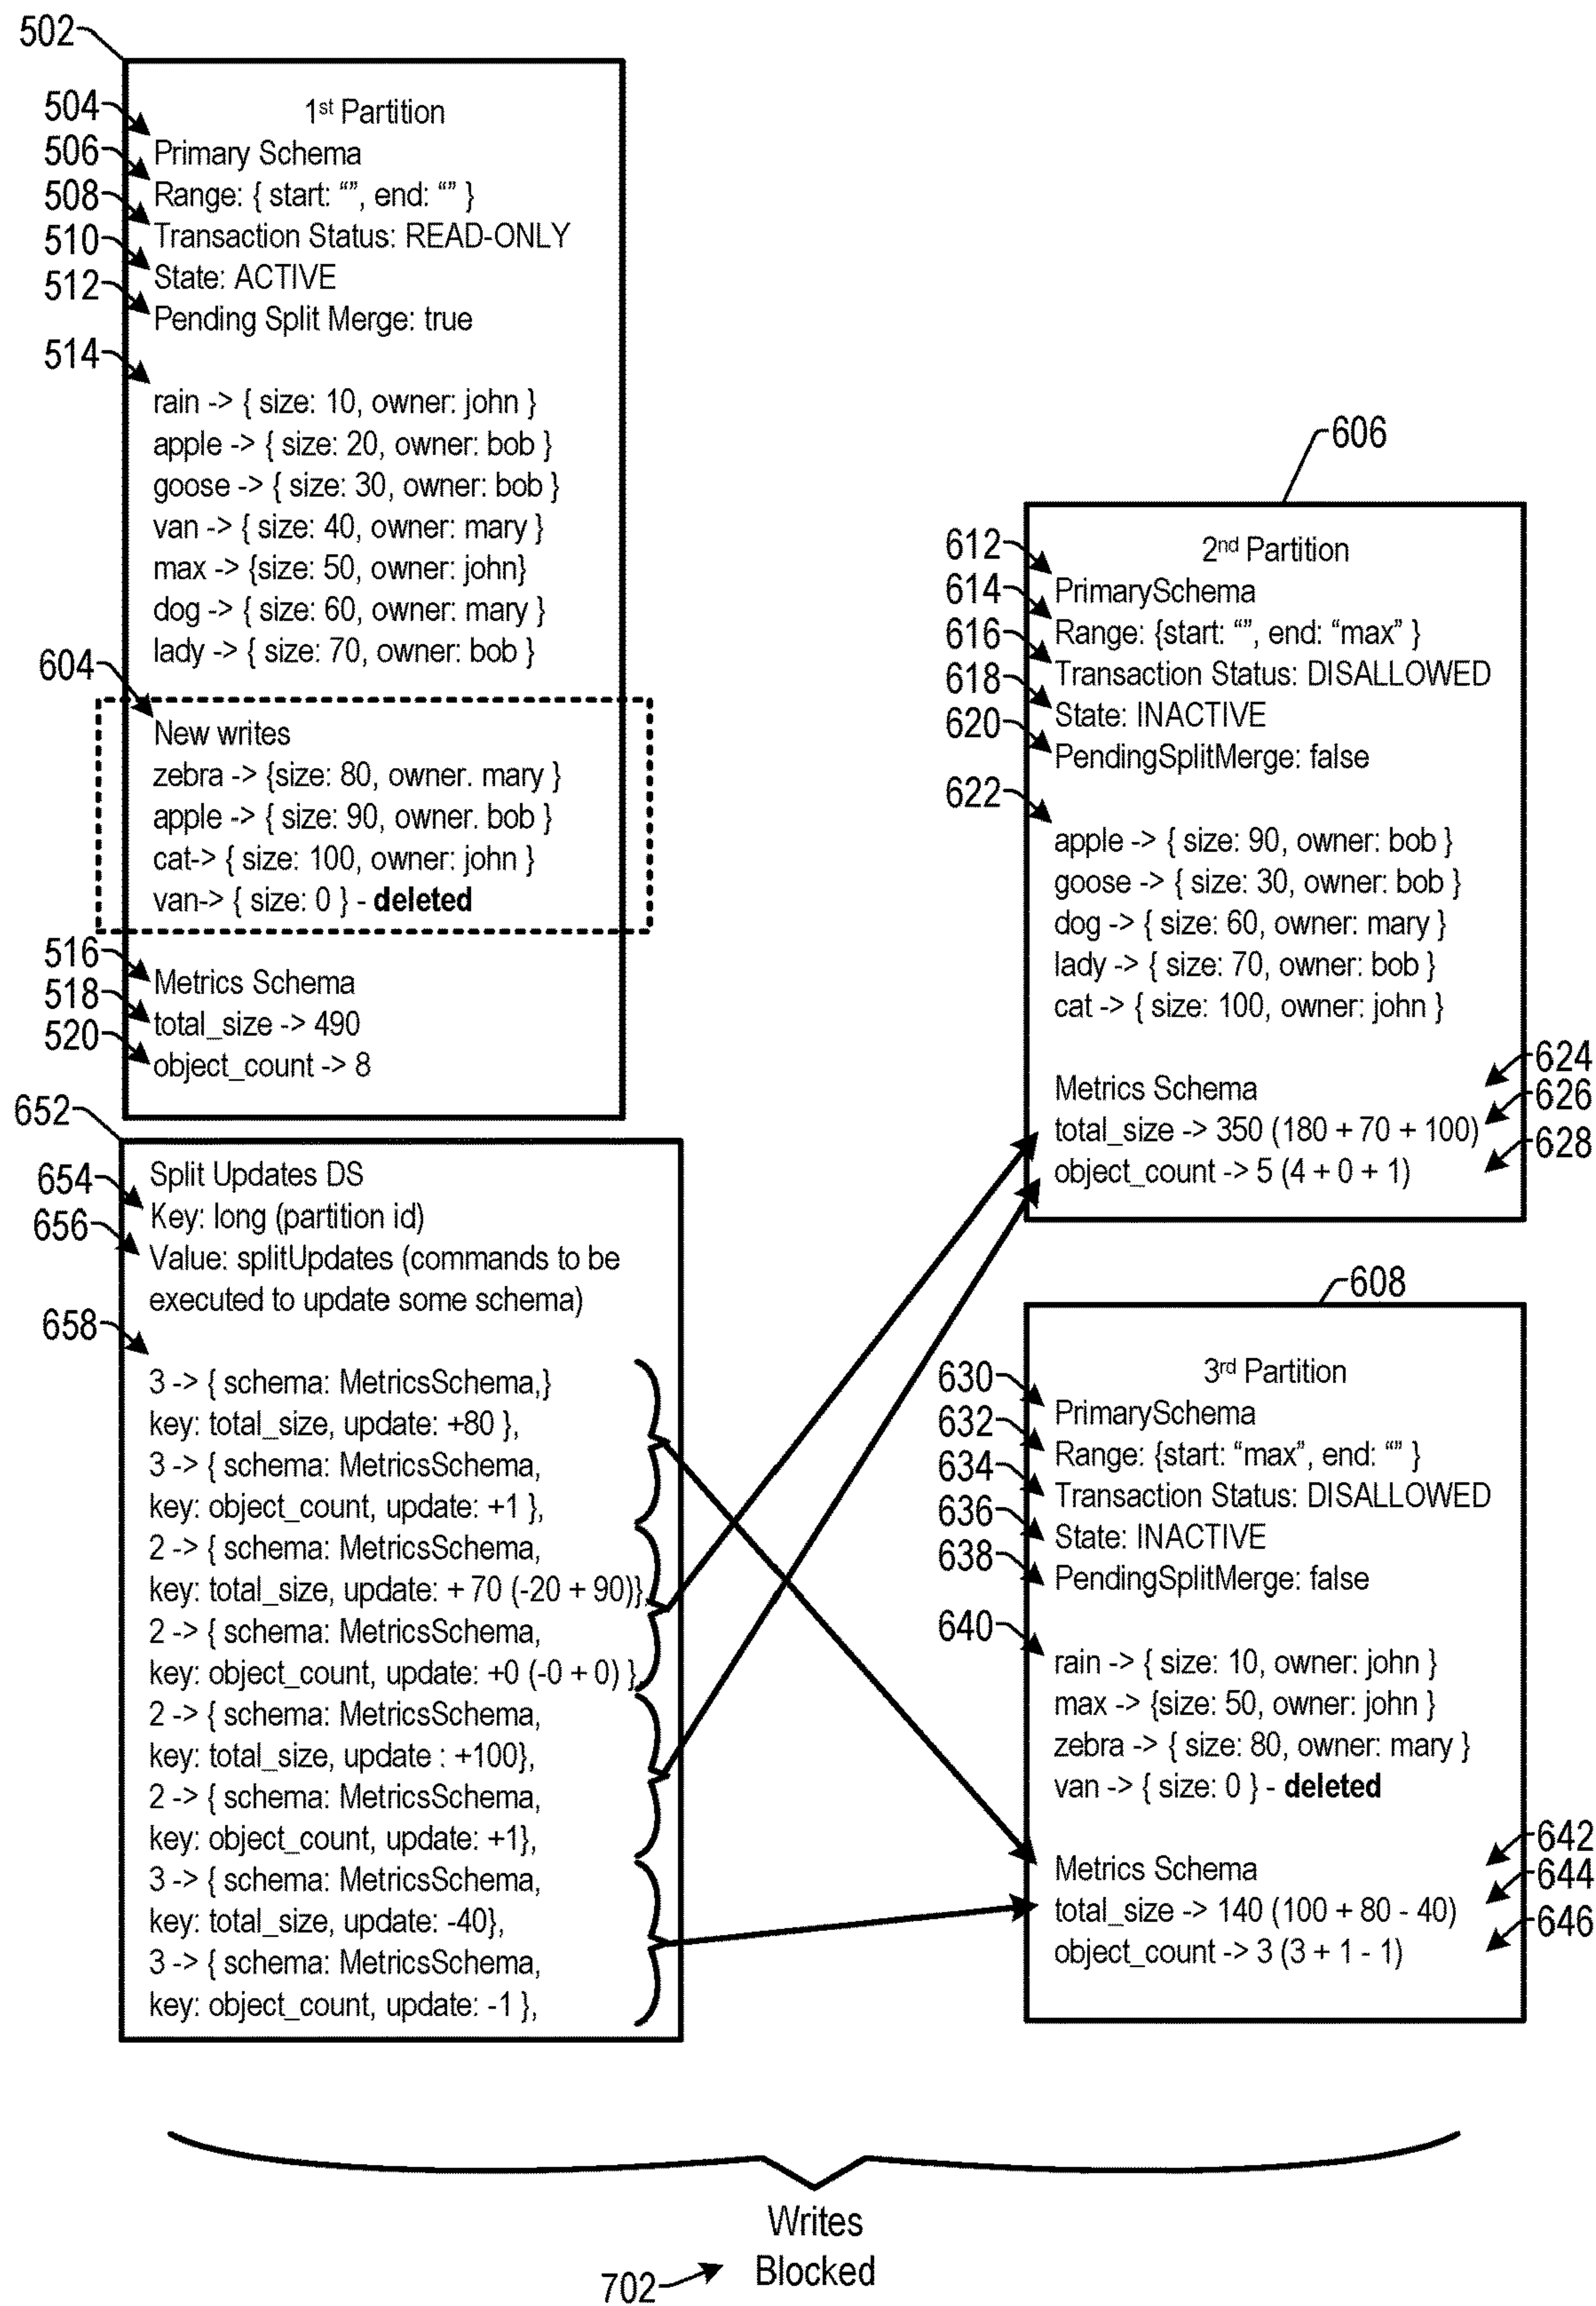 502
1st Partition
504
Primary Schema
506
Range: { start: “”, end: “” }
508
Transaction Status: READ-ONLY
510
State: ACTIVE
512
Pending Split Merge: true
514
rain -> { size: 10, owner: john }
apple -> { size: 20, owner: bob }
goose -> { size: 30, owner: bob }
van -> { size: 40, owner: mary }
max -> {size: 50, owner: john}
dog -> { size: 60, owner: mary }
lady -> { size: 70, owner: bob }
604
New writes
zebra -> {size: 80, owner. mary }
apple -> { size: 90, owner. bob }
cat-> { size: 100, owner: john }
van-> { size: 0 } - deleted
516
Metrics Schema
518
total_size -> 490
520
object_count -> 8
652
Split Updates DS
654
Key: long (partition id)
656
Value: splitUpdates (commands to be
executed to update some schema)
658
3 -> { schema: MetricsSchema,}
key: total_size, update: +80 },
3 -> { schema: MetricsSchema,
key: object_count, update: +1 },
2 -> { schema: MetricsSchema,
key: total_size, update: + 70 (-20 + 90)},
2 -> { schema: MetricsSchema,
key: object_count, update: +0 (-0 + 0) },
2 -> { schema: MetricsSchema,
key: total_size, update : +100},
2 -> { schema: MetricsSchema,
key: object_count, update: +1},
3 -> { schema: MetricsSchema,
key: total_size, update: -40},
3 -> { schema: MetricsSchema,
key: object_count, update: -1 },
606
2nd Partition
612
PrimarySchema
614
Range: {start: “”, end: “max” }
616
Transaction Status: DISALLOWED
618
State: INACTIVE
620
PendingSplitMerge: false
622
apple -> { size: 90, owner: bob }
goose -> { size: 30, owner: bob }
dog -> { size: 60, owner: mary }
lady -> { size: 70, owner: bob }
cat -> { size: 100, owner: john }
624
Metrics Schema
626
total_size -> 350 (180 + 70 + 100)
628
object_count -> 5 (4 + 0 + 1)
608
3rd Partition
630
PrimarySchema
632
Range: {start: “max”, end: “” }
634
Transaction Status: DISALLOWED
636
State: INACTIVE
638
PendingSplitMerge: false
640
rain -> { size: 10, owner: john }
max -> {size: 50, owner: john }
zebra -> { size: 80, owner: mary }
van -> { size: 0 } - deleted
642
Metrics Schema
644
total_size -> 140 (100 + 80 - 40)
646
object_count -> 3 (3 + 1 - 1)
Writes
Blocked
702